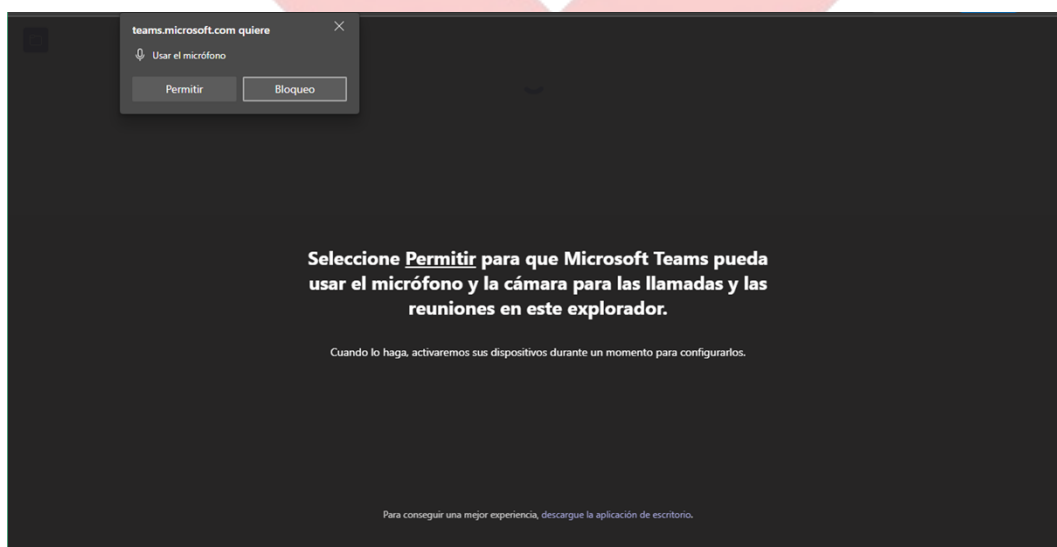 teams.microsoft.com quiere
Usar el micrófono
Permitir Bloqueo
Seleccione Permitir para que Microsoft Teams pueda
usar el micrófono y la cámara para las llamadas y las
reuniones en este explorador.
Cuando lo haga, activaremos sus dispositivos durante un momento para configurarlos.
Para conseguir una mejor experiencia, descargue la aplicación de escritorio.